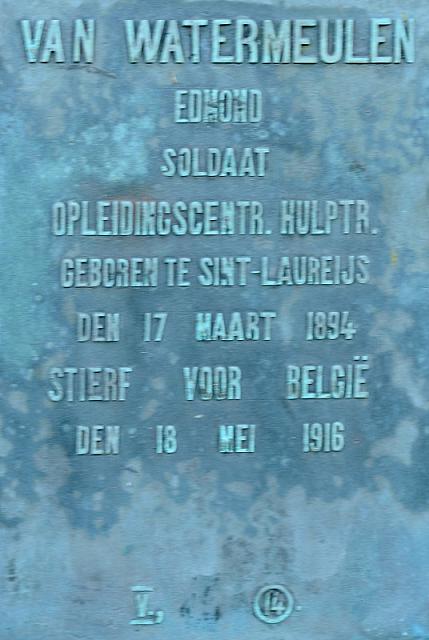 VAN WATERMEULEN
EDMOND
SOLDAAT
OPLEIDINGSCENTR. HULPTR.
GEBOREN TE SINT-LAUREIJS
DEN 17 MAART 1894
STIERF VOOR BELGIË
DEN 18 MEI 1916
V., 14.